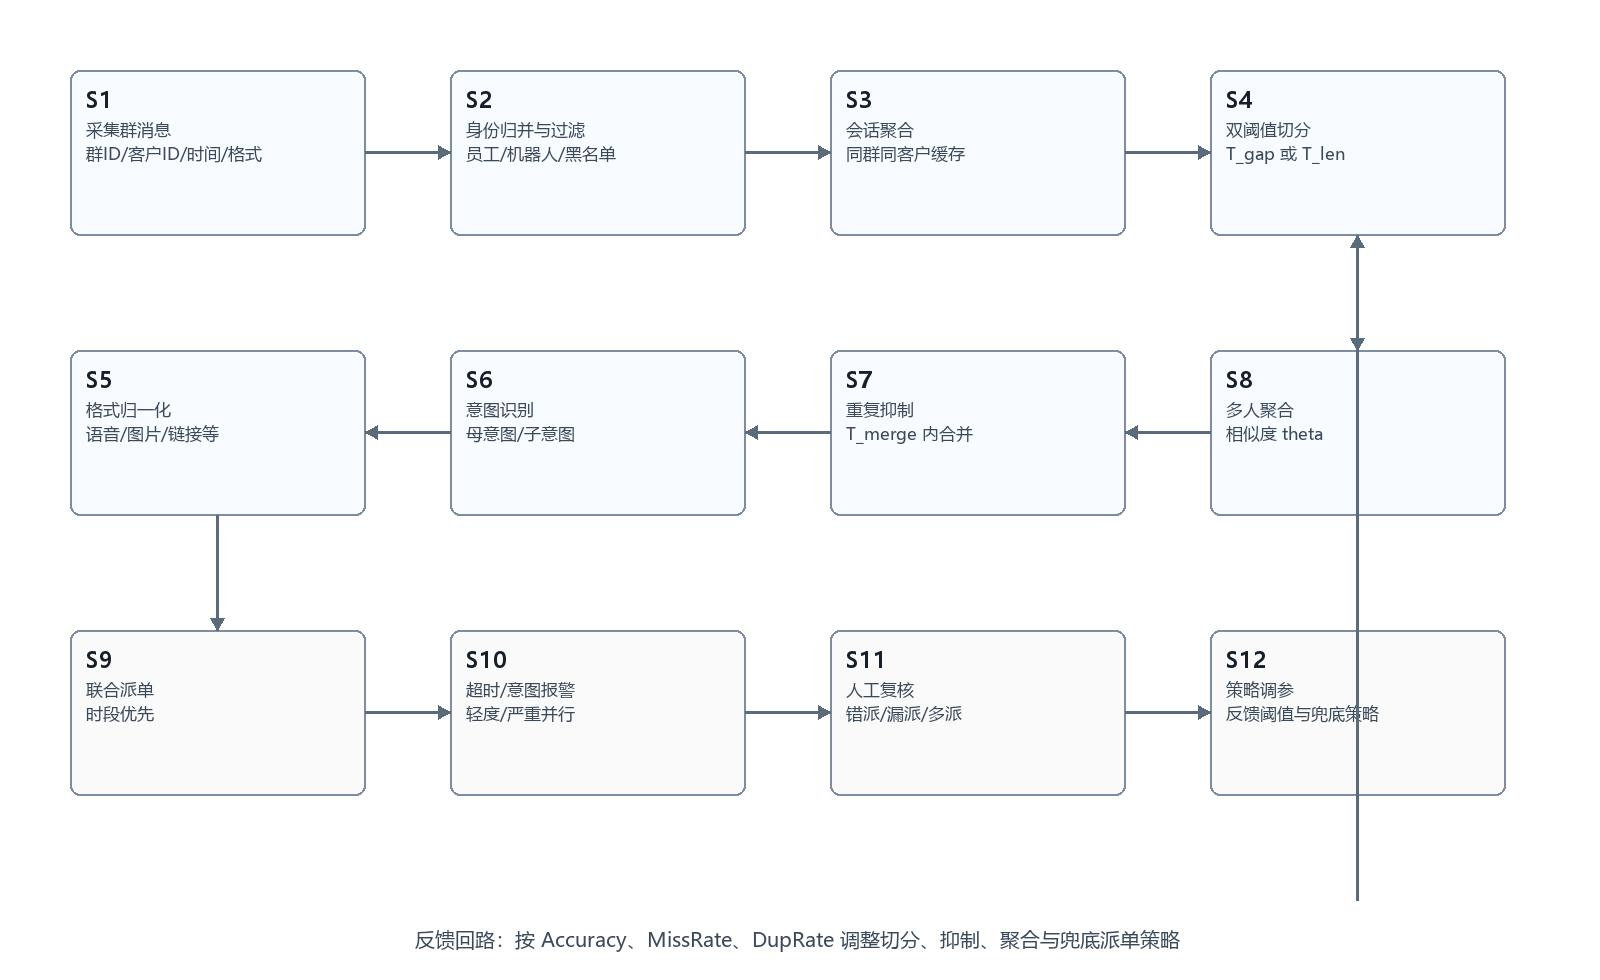 S1
采集群消息
群ID/客户ID/时间/格式
S2
身份归并与过滤
员工/机器人/黑名单
S3
会话聚合
同群同客户缓存
S4
双阈值切分
T_gap 或 T_len
S5
格式归一化
语音/图片/链接等
S6
意图识别
母意图/子意图
S7
重复抑制
T_merge 内合并
S8
多人聚合
相似度 theta
S9
联合派单
时段优先
S10
超时/意图报警
轻度/严重并行
S11
人工复核
错派/漏派/多派
S12
策略调参
反馈阈值与兜底策略
反馈回路：按 Accuracy、MissRate、DupRate 调整切分、抑制、聚合与兜底派单策略